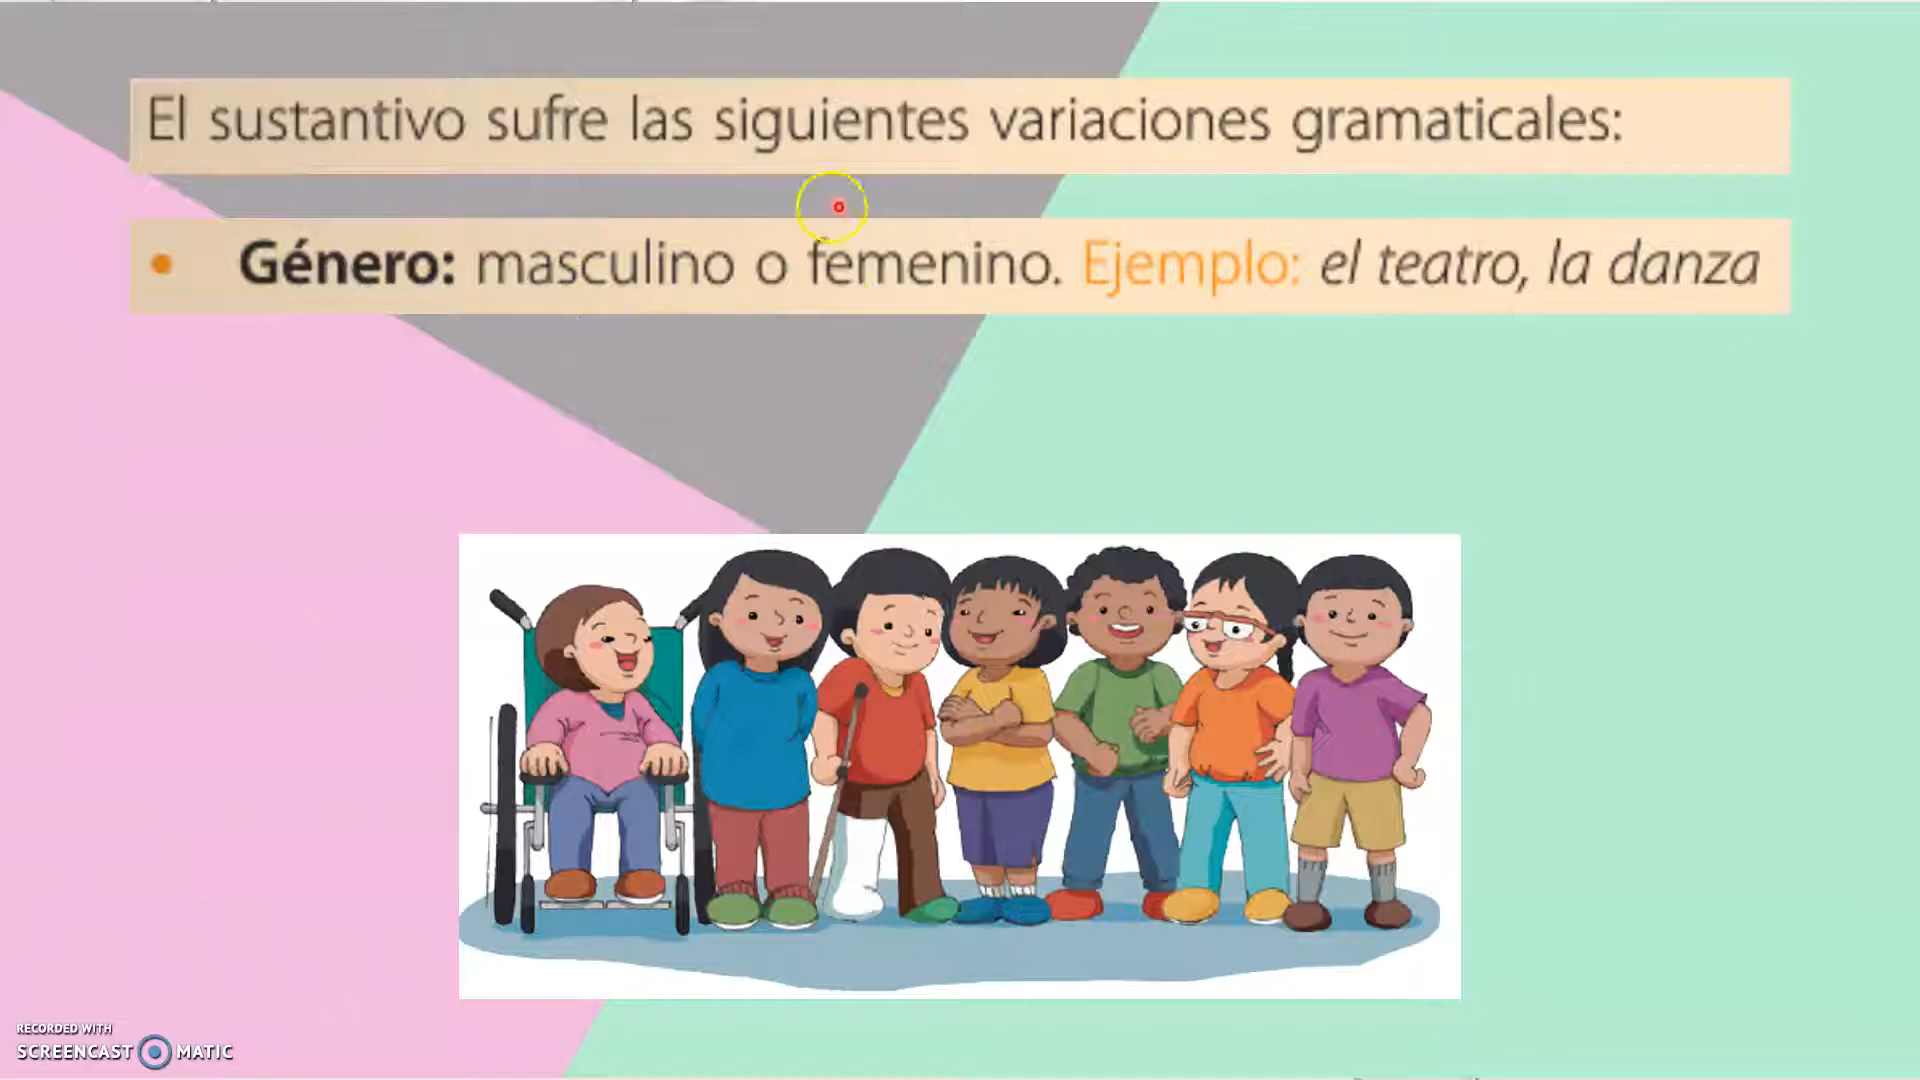 El sustantivo sufre las siguientes variaciones gramaticales:
• Género: masculino o femenino. Ejemplo: el teatro, la danza
RECORDED WITH
SCREENCAST MATIC